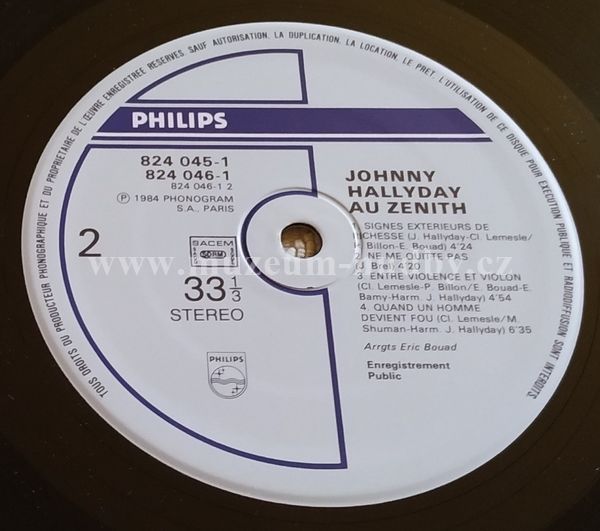 TOUS DROITS DU PRODUCTEUR PHONOGRAPHIQUE ET DU PROPRIETAIRE DE L'ŒUVRE ENREGISTREE RESERVES. SAUF AUTORISATION, LA DUPLICATION, LA LOCATION, LE PRET, L'UTILISATION DE CE DISQUE POUR EXECUTION PUBLIQUE ET RADIODIFFUSION SONT INTERDITS.
PHILIPS
824 045-1
824 046-1
824 046-1 2
Ⓟ 1984 PHONOGRAM
S.A. PARIS
2
SACEM
33 1/3
STEREO
PHILIPS
JOHNNY
HALLYDAY
AU ZENITH
SIGNES EXTERIEURS DE
CHESSE (J. Hallyday-Cl. Lemesle/
Billon-E. Bouad) 4'24
NE ME QUITTE PAS
J. Brel) 4'20
3. ENTRE VIOLENCE ET VIOLON
(Cl. Lemesle-P. Billon/E. Bouad-E.
Bamy-Harm. J. Hallyday) 4'54
4. QUAND UN HOMME
DEVIENT FOU (Cl. Lemesle/M.
Shuman-Harm. J. Hallyday) 6'35
Arrgts Eric Bouad
Enregistrement
Public